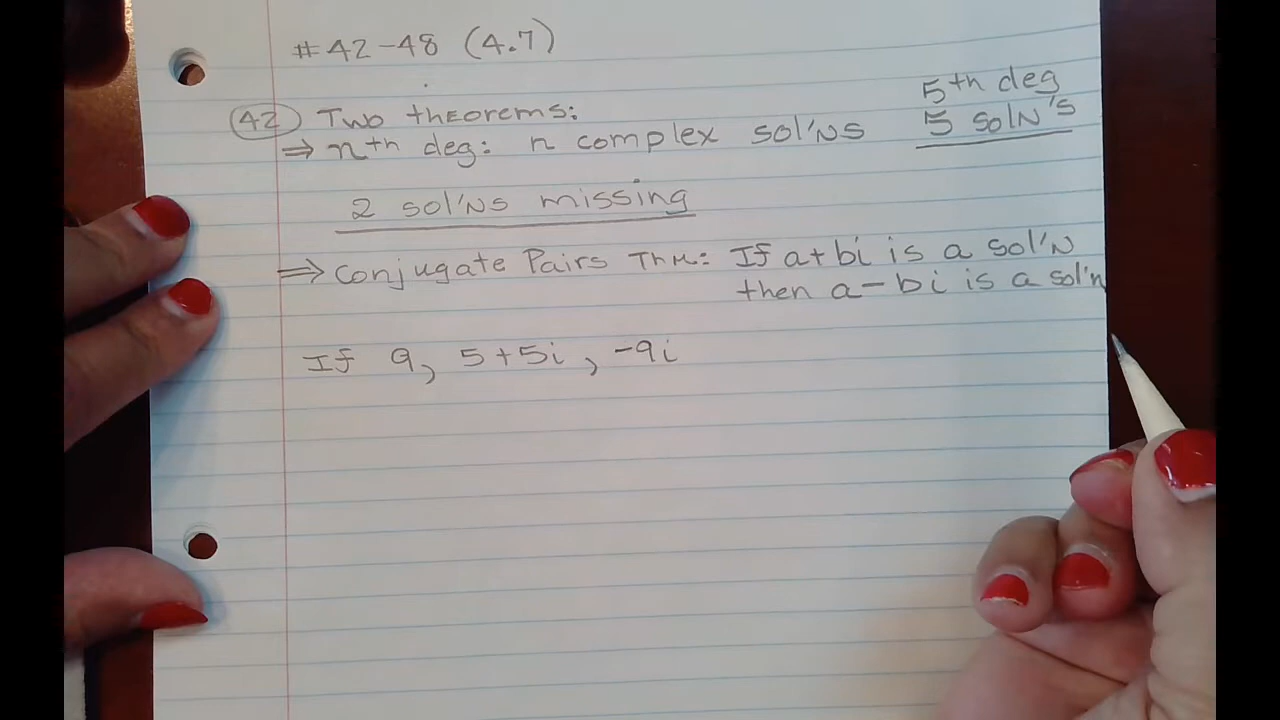 #42-48 (4.7)
5th deg
5 solN's
42 Two thEorems:
⇒ nth deg: n complex sol'Ns
2 sol'Ns missing
⇒ conjugate Pairs Thm: If a+bi is a sol'N
then a-bi is a sol'n
If 9, 5+5i, -9i